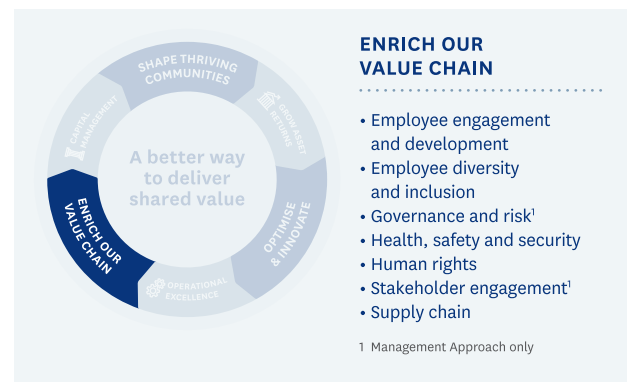 SHAPE THRIVING
COMMUNITIES
CAPITAL
MANAGEMENT
GROW ASSET
RETURNS
A better way
to deliver
shared value
ENRICH OUR
VALUE CHAIN
OPTIMISE
& INNOVATE
OPERATIONAL
EXCELLENCE
ENRICH OUR
VALUE CHAIN
• Employee engagement
and development
• Employee diversity
and inclusion
• Governance and risk¹
• Health, safety and security
• Human rights
• Stakeholder engagement¹
• Supply chain
1 Management Approach only